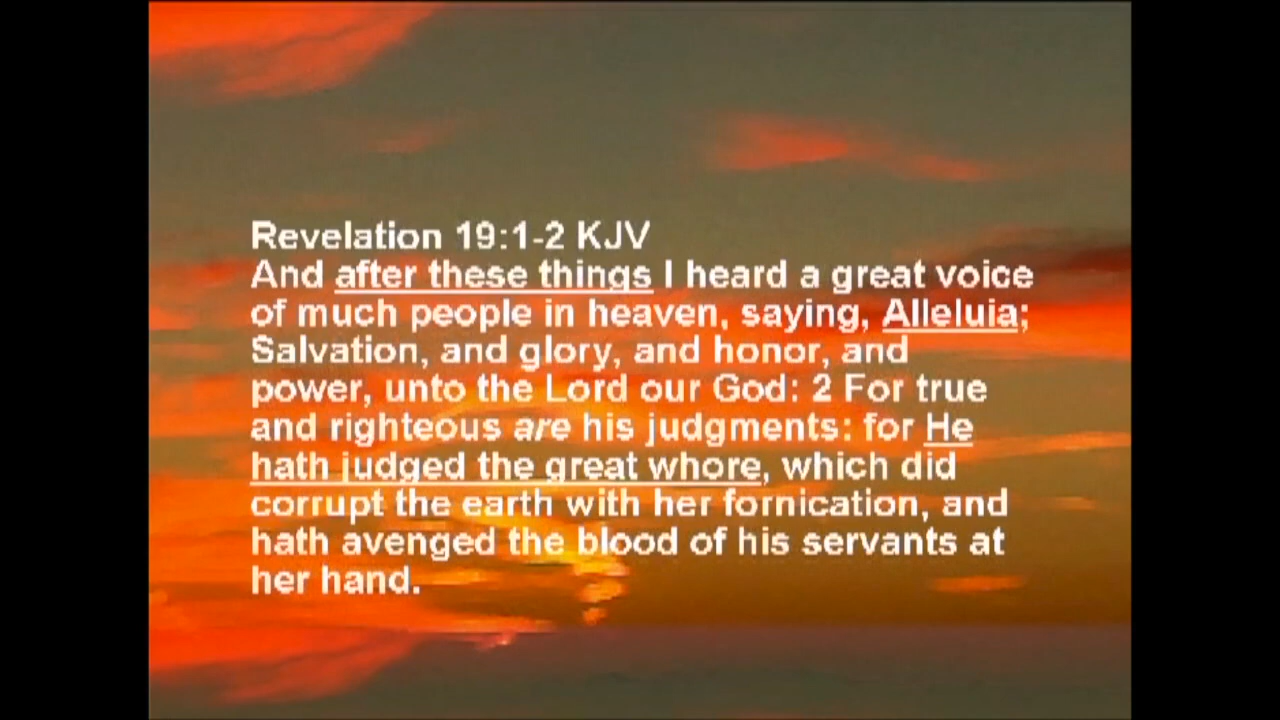 Revelation 19:1-2 KJV
And after these things I heard a great voice
of much people in heaven, saying, Alleluia;
Salvation, and glory, and honor, and
power, unto the Lord our God: 2 For true
and righteous are his judgments: for He
hath judged the great whore, which did
corrupt the earth with her fornication, and
hath avenged the blood of his servants at
her hand.